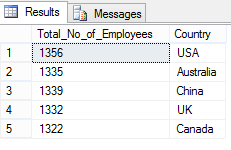 Results Messages
Total_No_of_Employees Country
1 1356 USA
2 1335 Australia
3 1339 China
4 1332 UK
5 1322 Canada